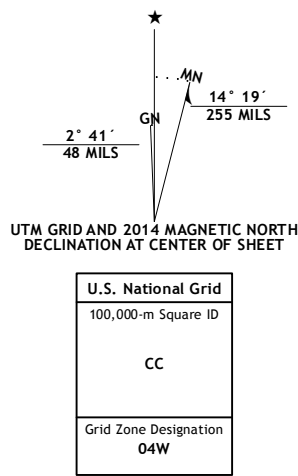 ★
MN
GN
14° 19´
255 MILS
2° 41´
48 MILS
UTM GRID AND 2014 MAGNETIC NORTH
DECLINATION AT CENTER OF SHEET
U.S. National Grid
100,000-m Square ID
CC
Grid Zone Designation
04W